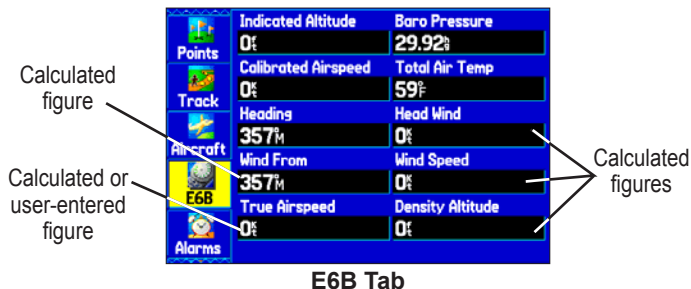 Indicated Altitude Baro Pressure
Points 0ft 29.92"b
Calibrated Airspeed Total Air Temp
Track 0kt 59°F
Heading Head Wind
Aircraft 357°M 0kt
Wind From Wind Speed
E6B 357°M 0kt
True Airspeed Density Altitude
Alarms 0kt 0ft
Calculated
figure
Calculated or
user-entered
figure
Calculated
figures
E6B Tab